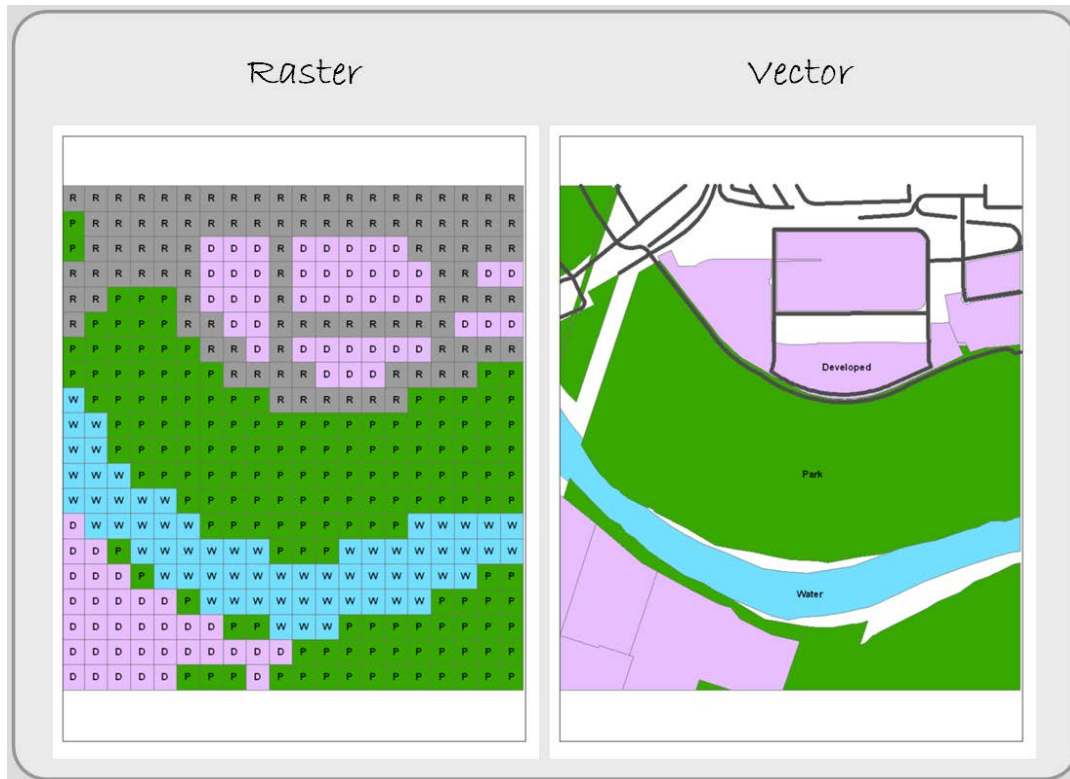 Raster
Vector
R R R R R R R R R R R R R R R R R R R R
P R R R R R R R R R R R R R R R R R R R
P R R R R R D D D R D D D D D R R R R R
R R R R R R D D D R D D D D D D R R D D
R R P P P R D D D R D D D D D D R R R R
R P P P P R R D D R R R R R R R R D D D
P P P P P P R R D R D D D D D D R R R R
P P P P P P P R R R R D D D R R R R P P
W P P P P P P P P R R R R R R P P P P P
W W P P P P P P P P P P P P P P P P P P
W W P P P P P P P P P P P P P P P P P P
W W W P P P P P P P P P P P P P P P P P
W W W W W P P P P P P P P P P P P P P P
D W W W W W P P P P P P P P P W W W W W
D D P W W W W W W P P P W W W W W W W W
D D D P W W W W W W W W W W W W W W P P
D D D D D P W W W W W W W W W W P P P P
D D D D D D D P P W W W P P P P P P P P
D D D D D D D D D D P P P P P P P P P P
D D D D D P P P D P P P P P P P P P P P
Developed
Park
Water